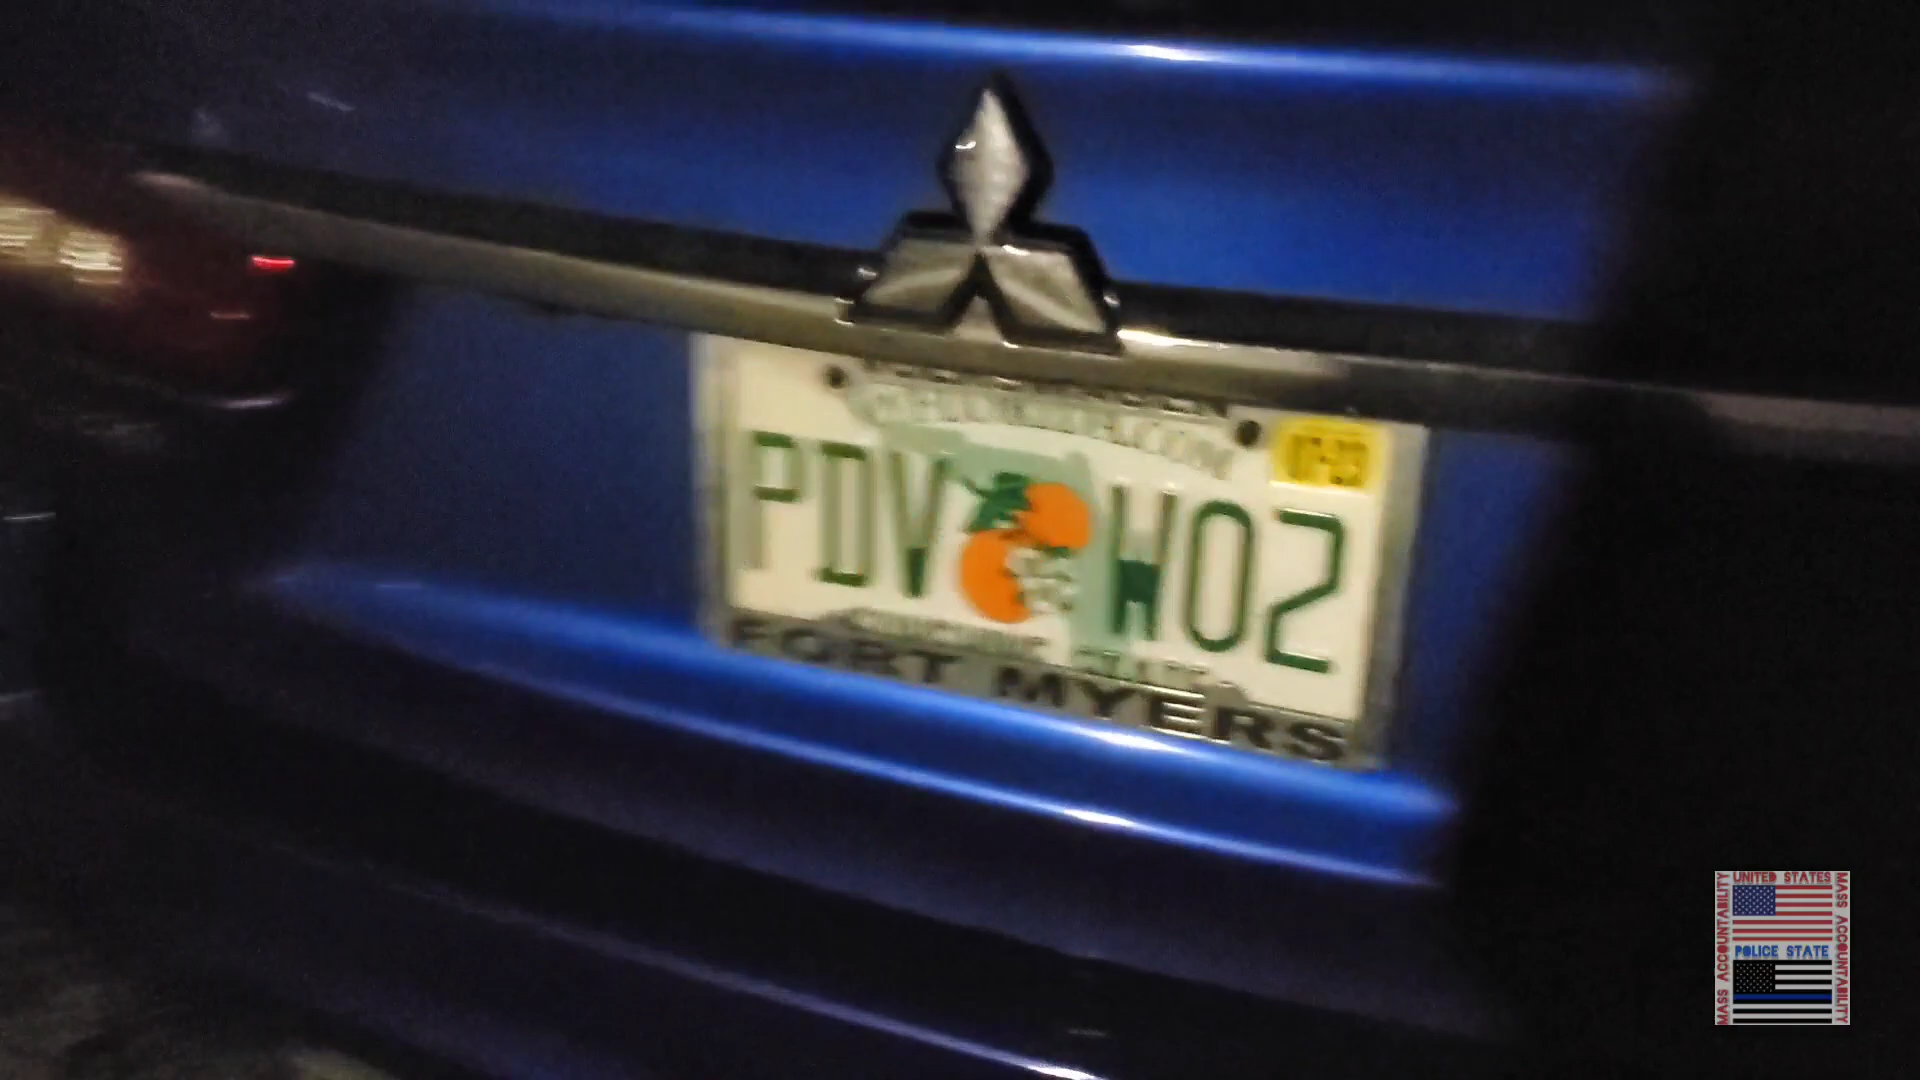 PDV W02
FORT MYERS
UNITED STATES
MASS ACCOUNTABILITY
MASS ACCOUNTABILITY
POLICE STATE